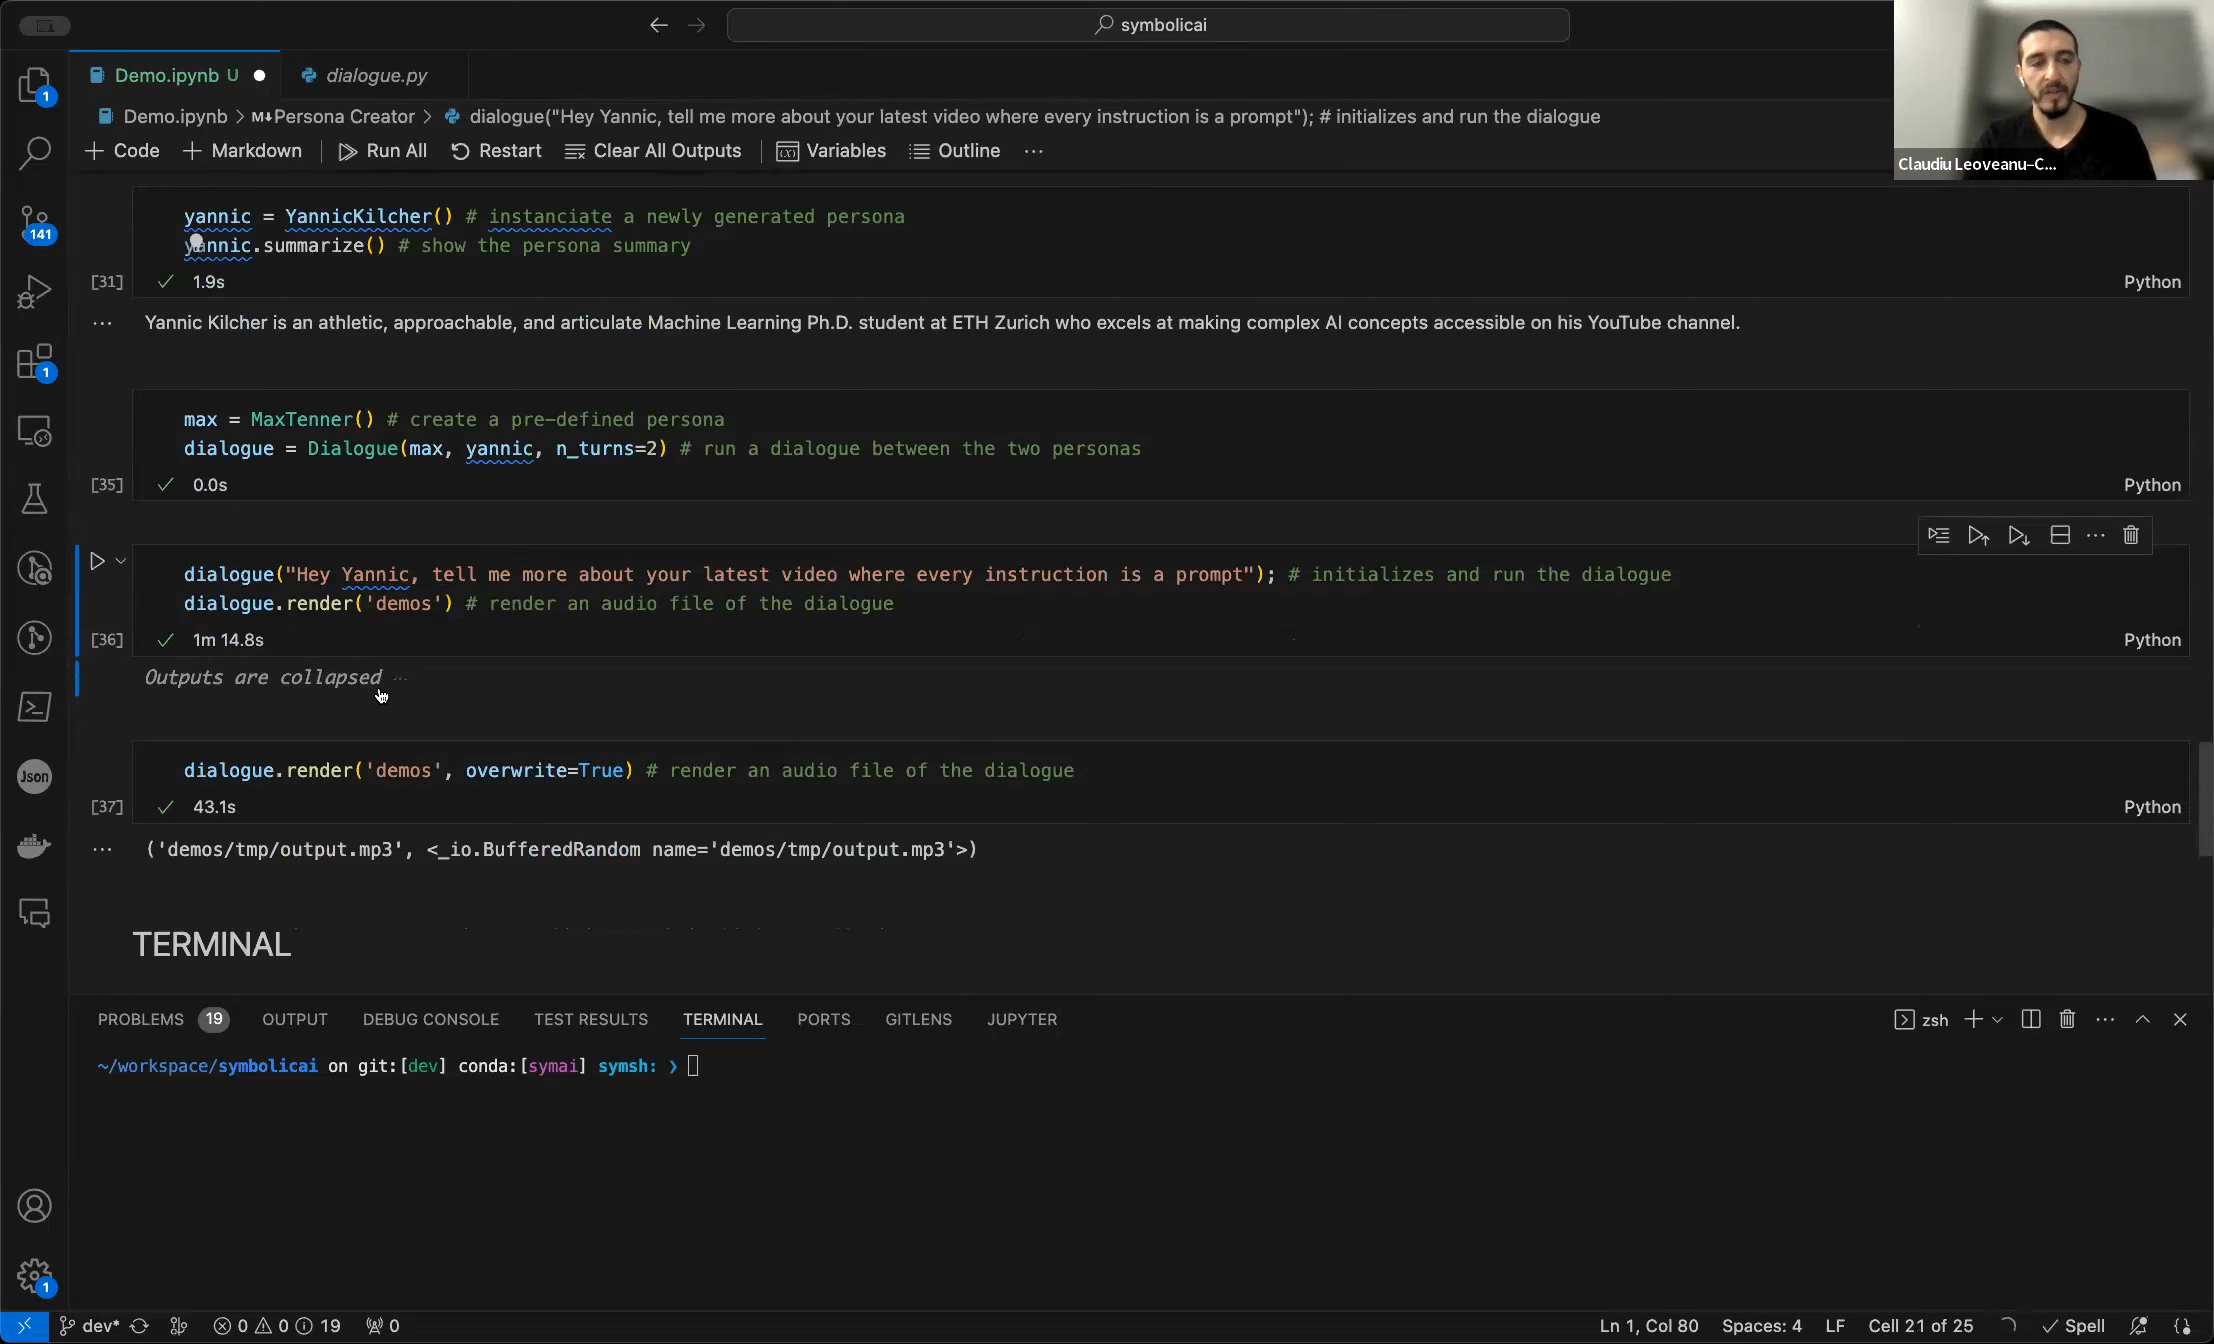 symbolicai
Demo.ipynb U
dialogue.py
Demo.ipynb > M↓Persona Creator > dialogue("Hey Yannic, tell me more about your latest video where every instruction is a prompt"); # initializes and run the dialogue
Claudiu Leoveanu-C...
+ Code + Markdown Run All Restart Clear All Outputs Variables Outline ...
yannic = YannicKilcher() # instanciate a newly generated persona
yannic.summarize() # show the persona summary
[31] ✓ 1.9s Python
... Yannic Kilcher is an athletic, approachable, and articulate Machine Learning Ph.D. student at ETH Zurich who excels at making complex AI concepts accessible on his YouTube channel.
max = MaxTenner() # create a pre-defined persona
dialogue = Dialogue(max, yannic, n_turns=2) # run a dialogue between the two personas
[35] ✓ 0.0s Python
dialogue("Hey Yannic, tell me more about your latest video where every instruction is a prompt"); # initializes and run the dialogue
dialogue.render('demos') # render an audio file of the dialogue
[36] ✓ 1m 14.8s Python
Outputs are collapsed ...
dialogue.render('demos', overwrite=True) # render an audio file of the dialogue
[37] ✓ 43.1s Python
... ('demos/tmp/output.mp3', <_io.BufferedRandom name='demos/tmp/output.mp3'>)
TERMINAL
PROBLEMS 19 OUTPUT DEBUG CONSOLE TEST RESULTS TERMINAL PORTS GITLENS JUPYTER zsh
~/workspace/symbolicai on git:[dev] conda:[symai] symsh: ❯
1
141
1
Json
1
dev* 0 0 19 0 Ln 1, Col 80 Spaces: 4 LF Cell 21 of 25 Spell